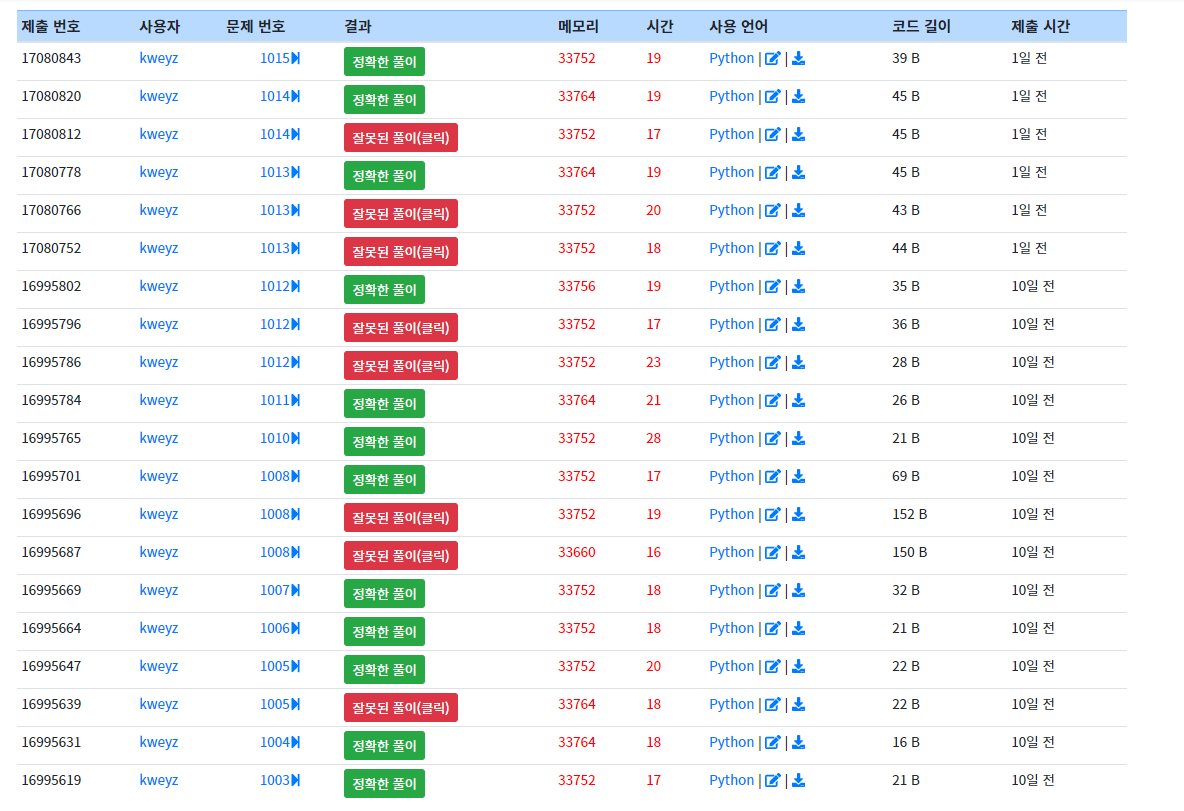 제출 번호 사용자 문제 번호 결과 메모리 시간 사용 언어 코드 길이 제출 시간
17080843 kweyz 1015 정확한 풀이 33752 19 Python | | 39 B 1일 전
17080820 kweyz 1014 정확한 풀이 33764 19 Python | | 45 B 1일 전
17080812 kweyz 1014 잘못된 풀이(클릭) 33752 17 Python | | 45 B 1일 전
17080778 kweyz 1013 정확한 풀이 33764 19 Python | | 45 B 1일 전
17080766 kweyz 1013 잘못된 풀이(클릭) 33752 20 Python | | 43 B 1일 전
17080752 kweyz 1013 잘못된 풀이(클릭) 33752 18 Python | | 44 B 1일 전
16995802 kweyz 1012 정확한 풀이 33756 19 Python | | 35 B 10일 전
16995796 kweyz 1012 잘못된 풀이(클릭) 33752 17 Python | | 36 B 10일 전
16995786 kweyz 1012 잘못된 풀이(클릭) 33752 23 Python | | 28 B 10일 전
16995784 kweyz 1011 정확한 풀이 33764 21 Python | | 26 B 10일 전
16995765 kweyz 1010 정확한 풀이 33752 28 Python | | 21 B 10일 전
16995701 kweyz 1008 정확한 풀이 33752 17 Python | | 69 B 10일 전
16995696 kweyz 1008 잘못된 풀이(클릭) 33752 19 Python | | 152 B 10일 전
16995687 kweyz 1008 잘못된 풀이(클릭) 33660 16 Python | | 150 B 10일 전
16995669 kweyz 1007 정확한 풀이 33752 18 Python | | 32 B 10일 전
16995664 kweyz 1006 정확한 풀이 33752 18 Python | | 21 B 10일 전
16995647 kweyz 1005 정확한 풀이 33752 20 Python | | 22 B 10일 전
16995639 kweyz 1005 잘못된 풀이(클릭) 33764 18 Python | | 22 B 10일 전
16995631 kweyz 1004 정확한 풀이 33764 18 Python | | 16 B 10일 전
16995619 kweyz 1003 정확한 풀이 33752 17 Python | | 21 B 10일 전